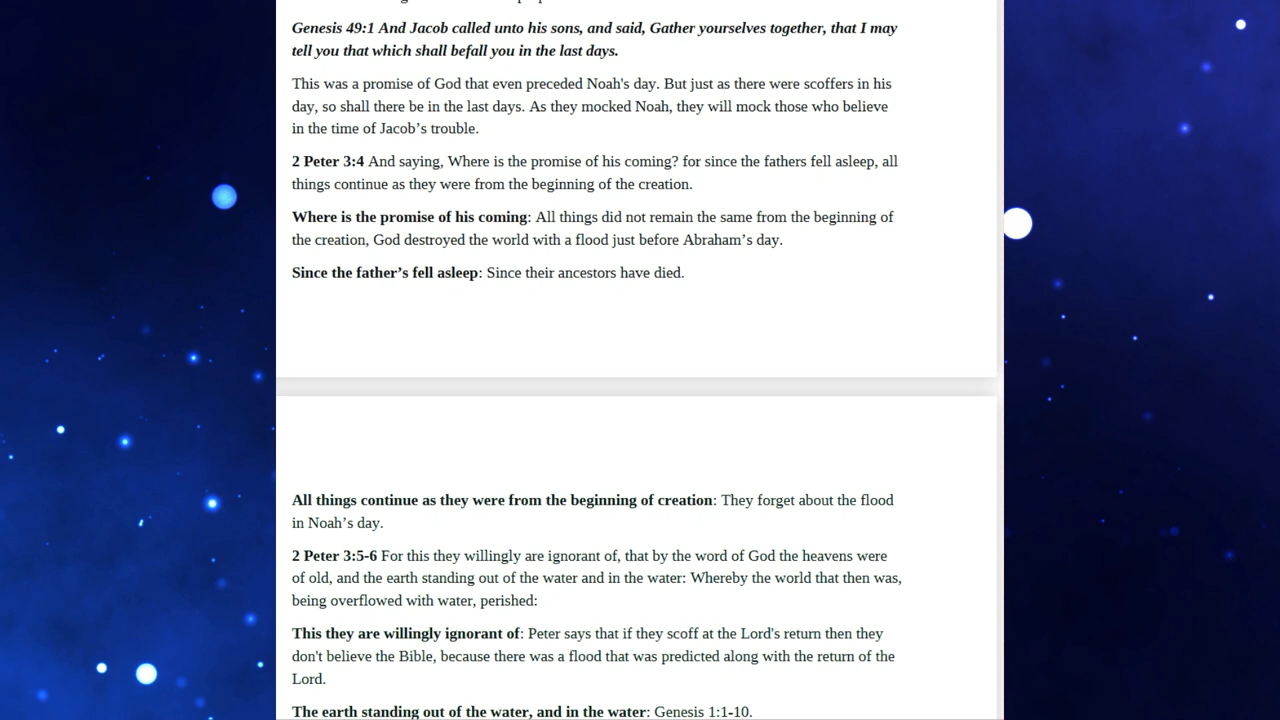 Genesis 49:1 And Jacob called unto his sons, and said, Gather yourselves together, that I may
tell you that which shall befall you in the last days.
This was a promise of God that even preceded Noah's day. But just as there were scoffers in his
day, so shall there be in the last days. As they mocked Noah, they will mock those who believe
in the time of Jacob’s trouble.
2 Peter 3:4 And saying, Where is the promise of his coming? for since the fathers fell asleep, all
things continue as they were from the beginning of the creation.
Where is the promise of his coming: All things did not remain the same from the beginning of
the creation, God destroyed the world with a flood just before Abraham’s day.
Since the father’s fell asleep: Since their ancestors have died.
All things continue as they were from the beginning of creation: They forget about the flood
in Noah’s day.
2 Peter 3:5-6 For this they willingly are ignorant of, that by the word of God the heavens were
of old, and the earth standing out of the water and in the water: Whereby the world that then was,
being overflowed with water, perished:
This they are willingly ignorant of: Peter says that if they scoff at the Lord's return then they
don't believe the Bible, because there was a flood that was predicted along with the return of the
Lord.
The earth standing out of the water, and in the water: Genesis 1:1-10.